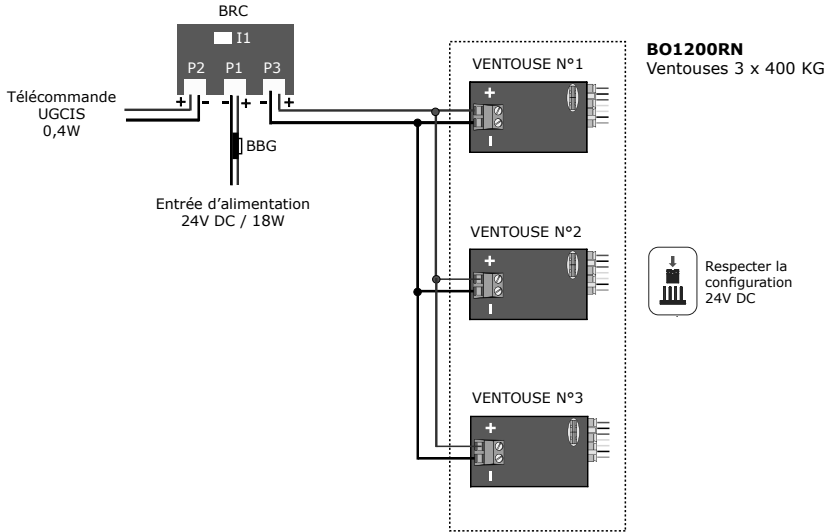 BRC
I1
P2 P1 P3
+ - - + - +
Télécommande
UGCIS
0,4W
BBG
Entrée d'alimentation
24V DC / 18W
VENTOUSE N°1
+
-
VENTOUSE N°2
+
-
VENTOUSE N°3
+
-
BO1200RN
Ventouses 3 x 400 KG
Respecter la
configuration
24V DC